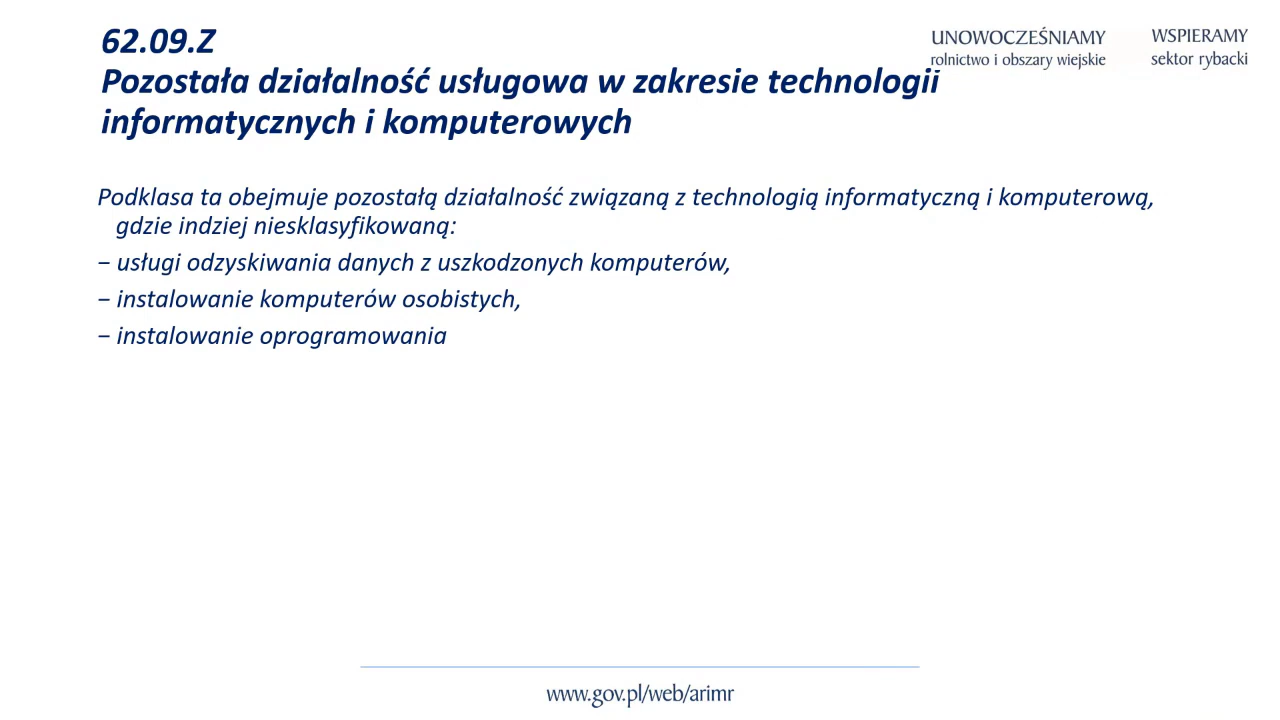 62.09.Z
Pozostała działalność usługowa w zakresie technologii
informatycznych i komputerowych
UNOWOCZEŚNIAMY
rolnictwo i obszary wiejskie
WSPIERAMY
sektor rybacki
Podklasa ta obejmuje pozostałą działalność związaną z technologią informatyczną i komputerową,
gdzie indziej niesklasyfikowaną:
− usługi odzyskiwania danych z uszkodzonych komputerów,
− instalowanie komputerów osobistych,
− instalowanie oprogramowania
www.gov.pl/web/arimr